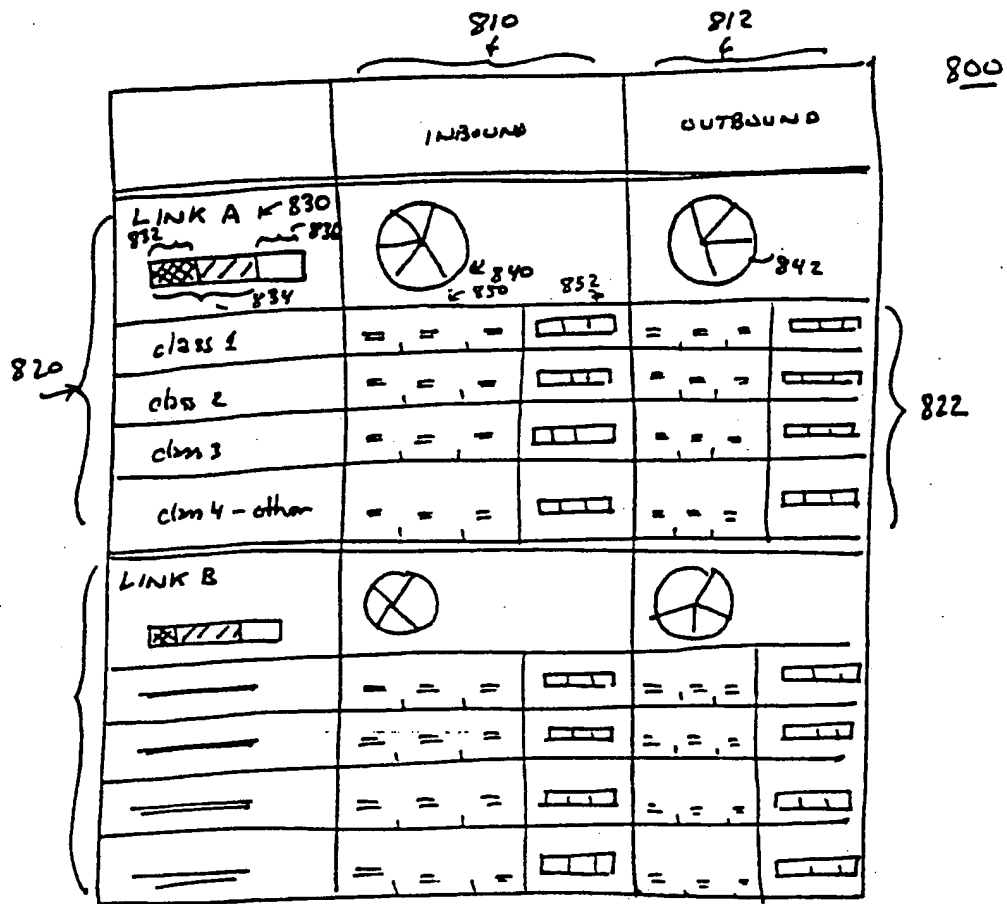 810 812
800
INBOUND OUTBOUND
LINK A 830
832 836
834
840
842
850 852
class 1
class 2
class 3
class 4 - other
820
822
LINK B